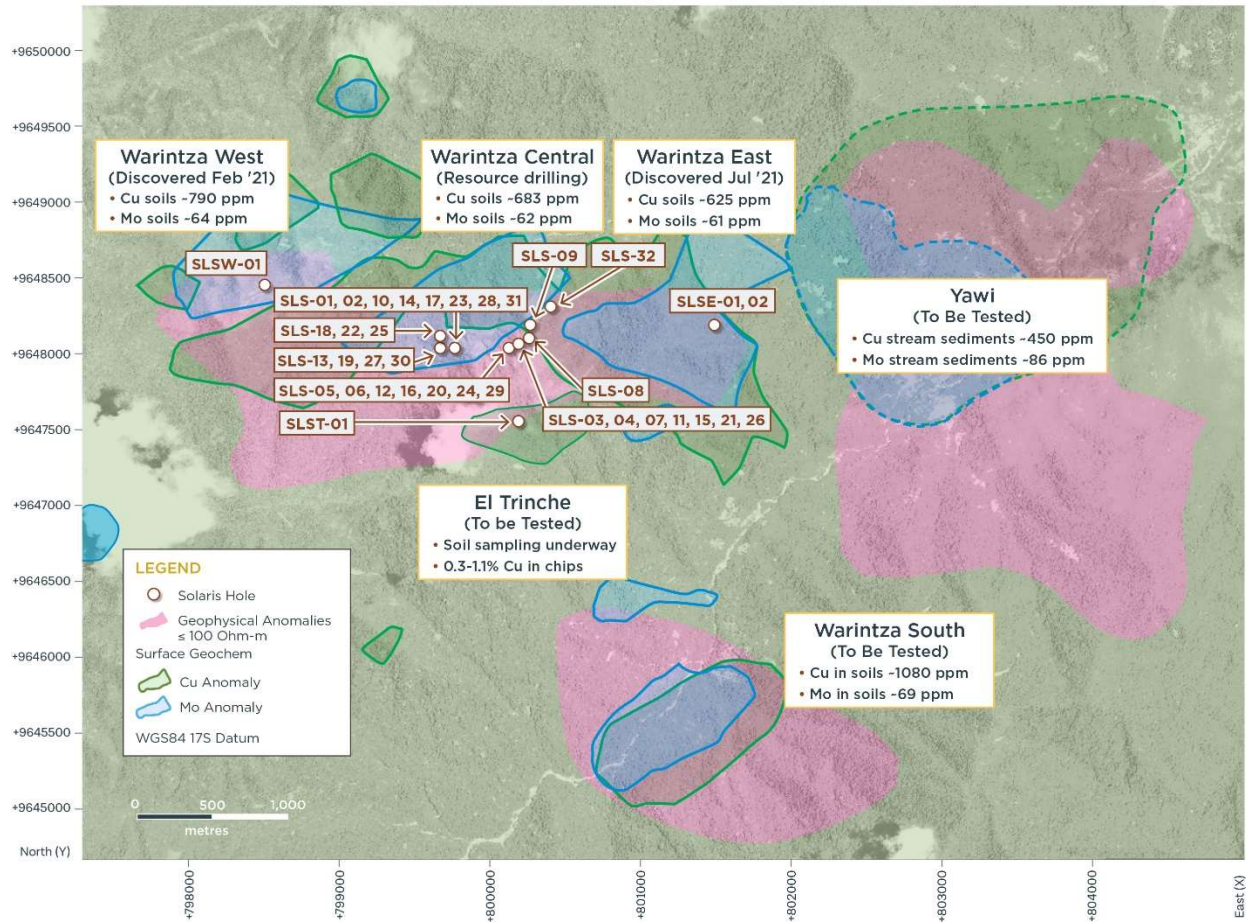 +9650000
+9649500
+9649000
+9648500
+9648000
+9647500
+9647000
+9646500
+9646000
+9645500
+9645000
North (Y)
Warintza West
(Discovered Feb '21)
• Cu soils ~790 ppm
• Mo soils ~64 ppm
Warintza Central
(Resource drilling)
• Cu soils ~683 ppm
• Mo soils ~62 ppm
Warintza East
(Discovered Jul '21)
• Cu soils ~625 ppm
• Mo soils ~61 ppm
SLSW-01
SLS-09
SLS-32
SLS-01, 02, 10, 14, 17, 23, 28, 31
SLSE-01, 02
SLS-18, 22, 25
SLS-13, 19, 27, 30
SLS-05, 06, 12, 16, 20, 24, 29
SLS-08
SLST-01
SLS-03, 04, 07, 11, 15, 21, 26
Yawi
(To Be Tested)
• Cu stream sediments ~450 ppm
• Mo stream sediments ~86 ppm
El Trinche
(To be Tested)
• Soil sampling underway
• 0.3-1.1% Cu in chips
Warintza South
(To Be Tested)
• Cu in soils ~1080 ppm
• Mo in soils ~69 ppm
LEGEND
Solaris Hole
Geophysical Anomalies
≤ 100 Ohm-m
Surface Geochem
Cu Anomaly
Mo Anomaly
WGS84 17S Datum
0 500 1,000
metres
+798000
+799000
+800000
+801000
+802000
+803000
+804000
East (X)